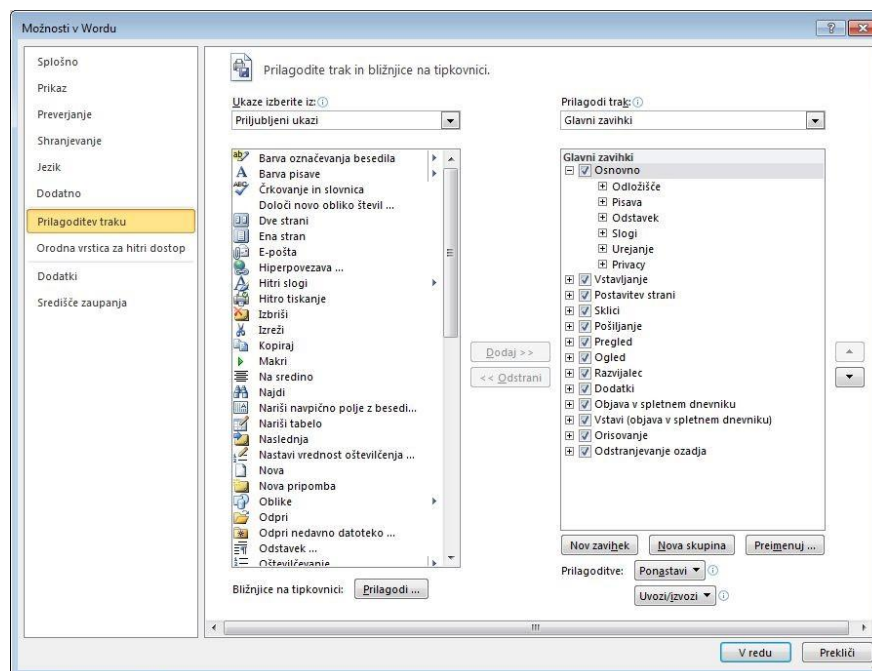 Možnosti v Wordu
Splošno
Prikaz
Preverjanje
Shranjevanje
Jezik
Dodatno
Prilagoditev traku
Orodna vrstica za hitri dostop
Dodatki
Središče zaupanja
Prilagodite trak in bližnjice na tipkovnici.
Ukaze izberite iz:
Priljubljeni ukazi
Barva označevanja besedila
Barva pisave
Črkovanje in slovnica
Določi novo obliko števil ...
Dve strani
Ena stran
E-pošta
Hiperpovezava ...
Hitri slogi
Hitro tiskanje
Izbriši
Izreži
Kopiraj
Makri
Na sredino
Najdi
Nariši navpično polje z besedi...
Nariši tabelo
Naslednja
Nastavi vrednost oštevilčenja ...
Nova
Nova pripomba
Oblike
Odpri
Odpri nedavno datoteko ...
Odstavek ...
Oštevilčevanje
Bližnjice na tipkovnici:
Prilagodi ...
Dodaj >>
<< Odstrani
Prilagodi trak:
Glavni zavihki
Glavni zavihki
Osnovno
Odložišče
Pisava
Odstavek
Slogi
Urejanje
Privacy
Vstavljanje
Postavitev strani
Sklici
Pošiljanje
Pregled
Ogled
Razvijalec
Dodatki
Objava v spletnem dnevniku
Vstavi (objava v spletnem dnevniku)
Orisovanje
Odstranjevanje ozadja
Nov zavihek
Nova skupina
Preimenuj ...
Prilagoditve:
Ponastavi
Uvozi/izvozi
V redu
Prekliči